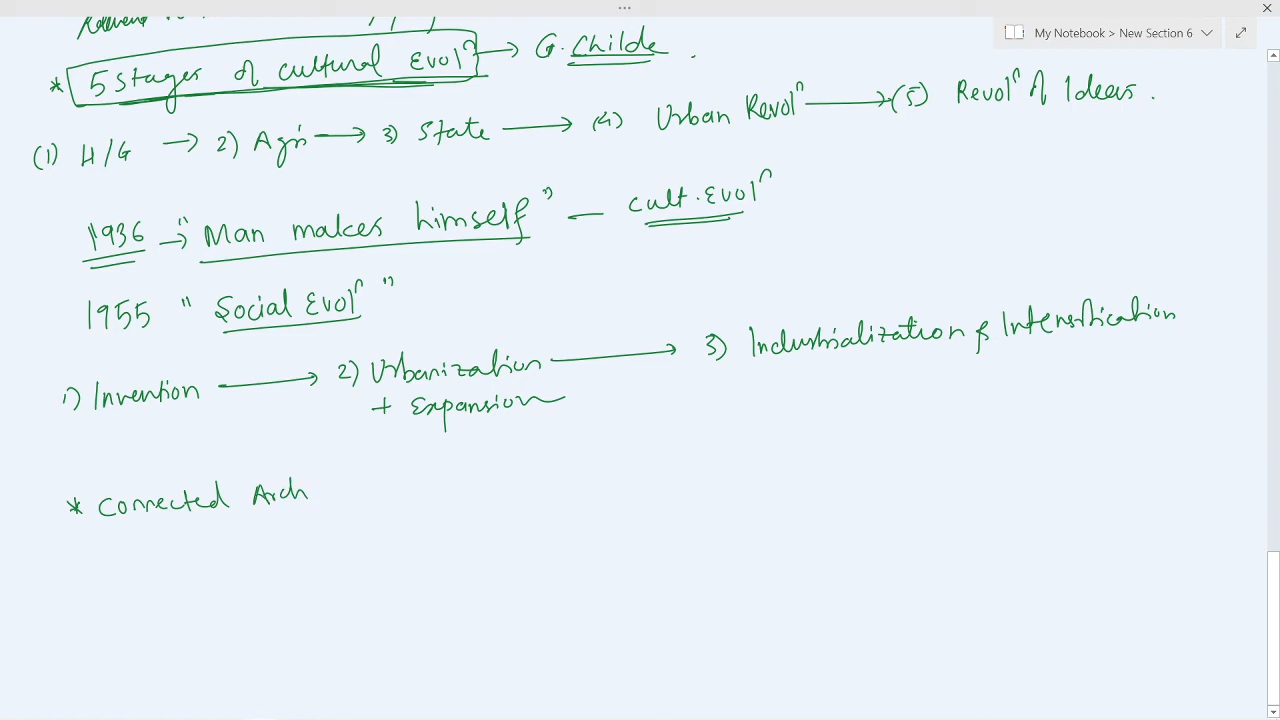 My Notebook > New Section 6
* 5 stages of cultural Evolⁿ → G. Childe
(1) H/G → 2) Agri → 3) State → (4) Urban Revolⁿ → (5) Revolⁿ of Ideas.
1936 → "Man makes himself" — cult. Evolⁿ
1955 "Social Evolⁿ"
1) Invention → 2) Urbanization → 3) Industrialization & Intensification
+ Expansion
* Connected Arch